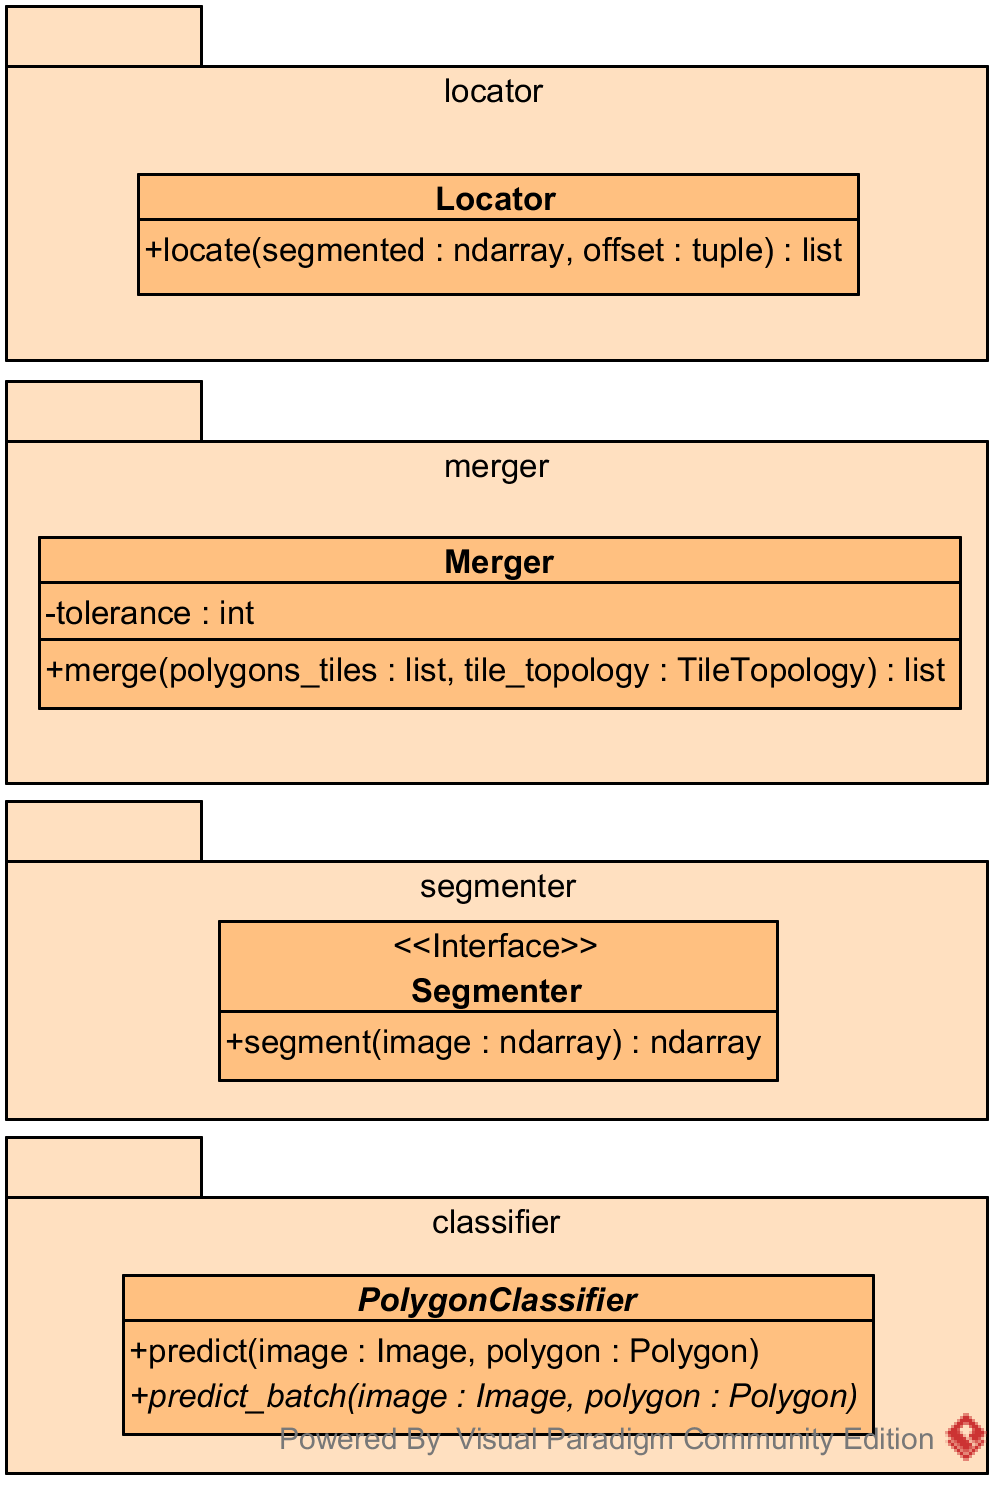 locator
Locator
+locate(segmented : ndarray, offset : tuple) : list
merger
Merger
-tolerance : int
+merge(polygons_tiles : list, tile_topology : TileTopology) : list
segmenter
<<Interface>>
Segmenter
+segment(image : ndarray) : ndarray
classifier
PolygonClassifier
+predict(image : Image, polygon : Polygon)
+predict_batch(image : Image, polygon : Polygon)
Powered By Visual Paradigm Community Edition